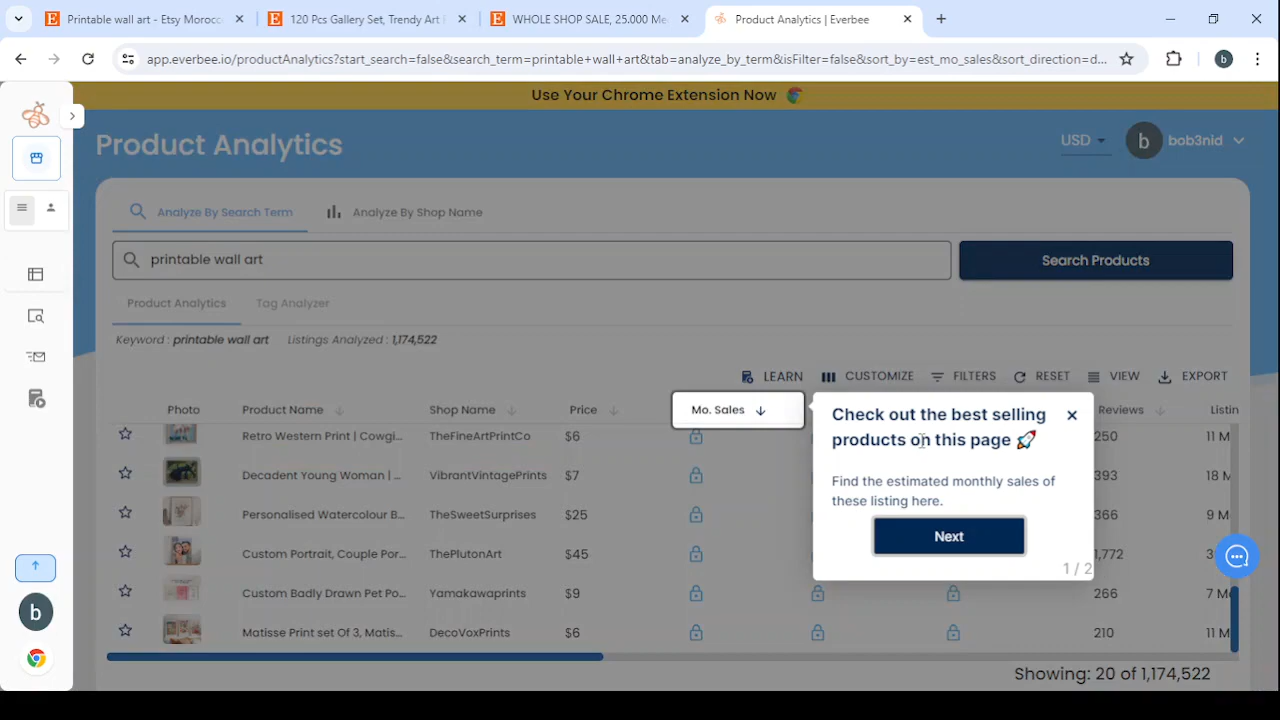 Printable wall art - Etsy Morocc
120 Pcs Gallery Set, Trendy Art
WHOLE SHOP SALE, 25.000 Me
Product Analytics | Everbee
app.everbee.io/productAnalytics?start_search=false&search_term=printable+wall+art&tab=analyze_by_term&isFilter=false&sort_by=est_mo_sales&sort_direction=d...
b
Use Your Chrome Extension Now
Product Analytics
USD
b
bob3nid
Analyze By Search Term
Analyze By Shop Name
printable wall art
Search Products
Product Analytics
Tag Analyzer
Keyword : printable wall art Listings Analyzed : 1,174,522
LEARN
CUSTOMIZE
FILTERS
RESET
VIEW
EXPORT
Photo Product Name Shop Name Price Mo. Sales Reviews Listin
Retro Western Print | Cowgi... TheFineArtPrintCo $6 250 11 M
Decadent Young Woman | ... VibrantVintagePrints $7 393 18 M
Personalised Watercolour B... TheSweetSurprises $25 366 9 M
Custom Portrait, Couple Por... ThePlutonArt $45 1,772 3
Custom Badly Drawn Pet Po... Yamakawaprints $9 266 7 M
Matisse Print set Of 3, Matis... DecoVoxPrints $6 210 11 M
Check out the best selling
products on this page 🚀
Find the estimated monthly sales of
these listing here.
Next
1 / 2
b
Showing: 20 of 1,174,522